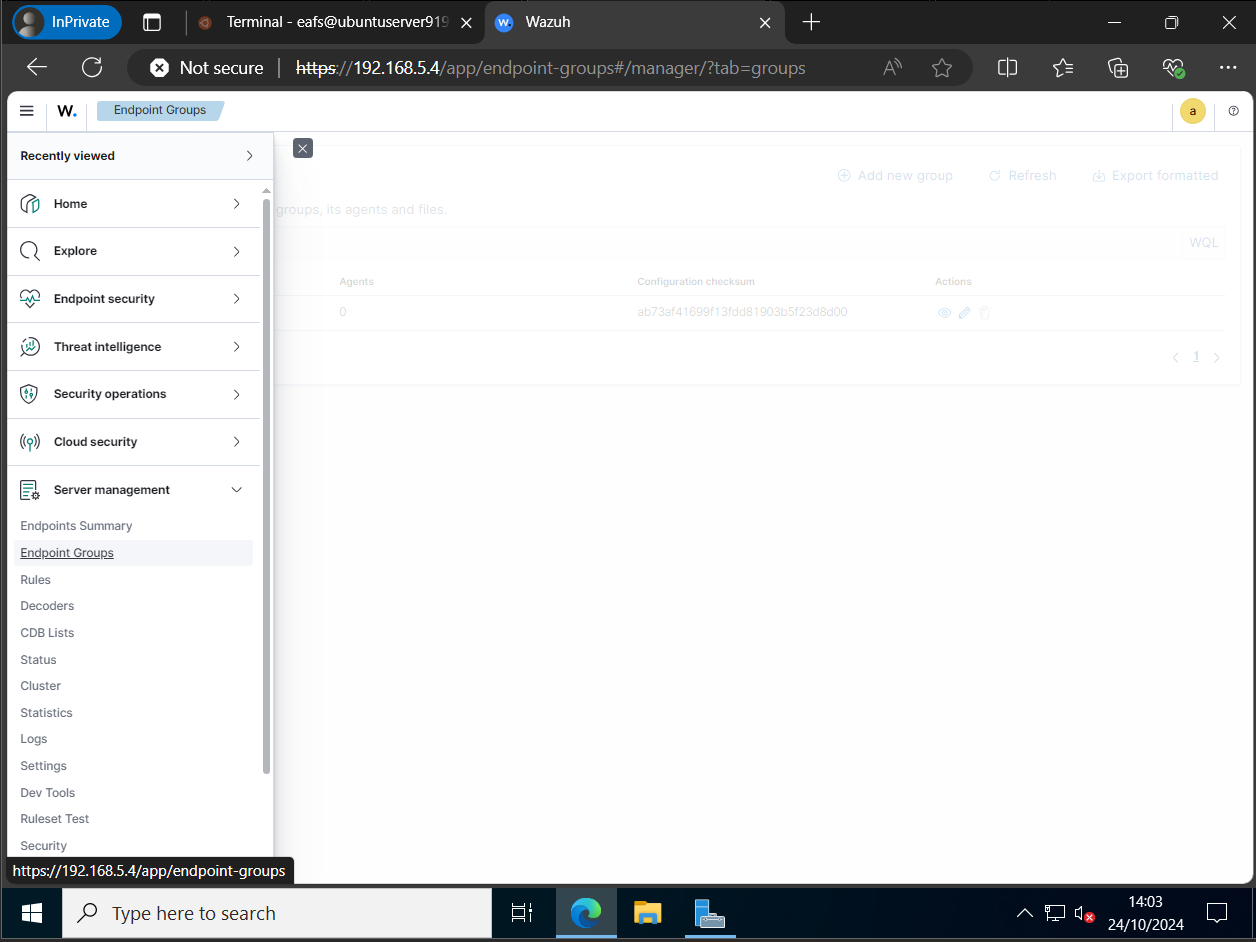 InPrivate
Terminal - eafs@ubuntuserver919
Wazuh
Not secure
https://192.168.5.4/app/endpoint-groups#/manager/?tab=groups
W.
Endpoint Groups
a
Recently viewed
Add new group
Refresh
Export formatted
Home
groups, its agents and files.
Explore
WQL
Agents
Configuration checksum
Actions
Endpoint security
0
ab73af41699f13fdd81903b5f23d8d00
Threat intelligence
1
Security operations
Cloud security
Server management
Endpoints Summary
Endpoint Groups
Rules
Decoders
CDB Lists
Status
Cluster
Statistics
Logs
Settings
Dev Tools
Ruleset Test
Security
https://192.168.5.4/app/endpoint-groups
Type here to search
14:03
24/10/2024